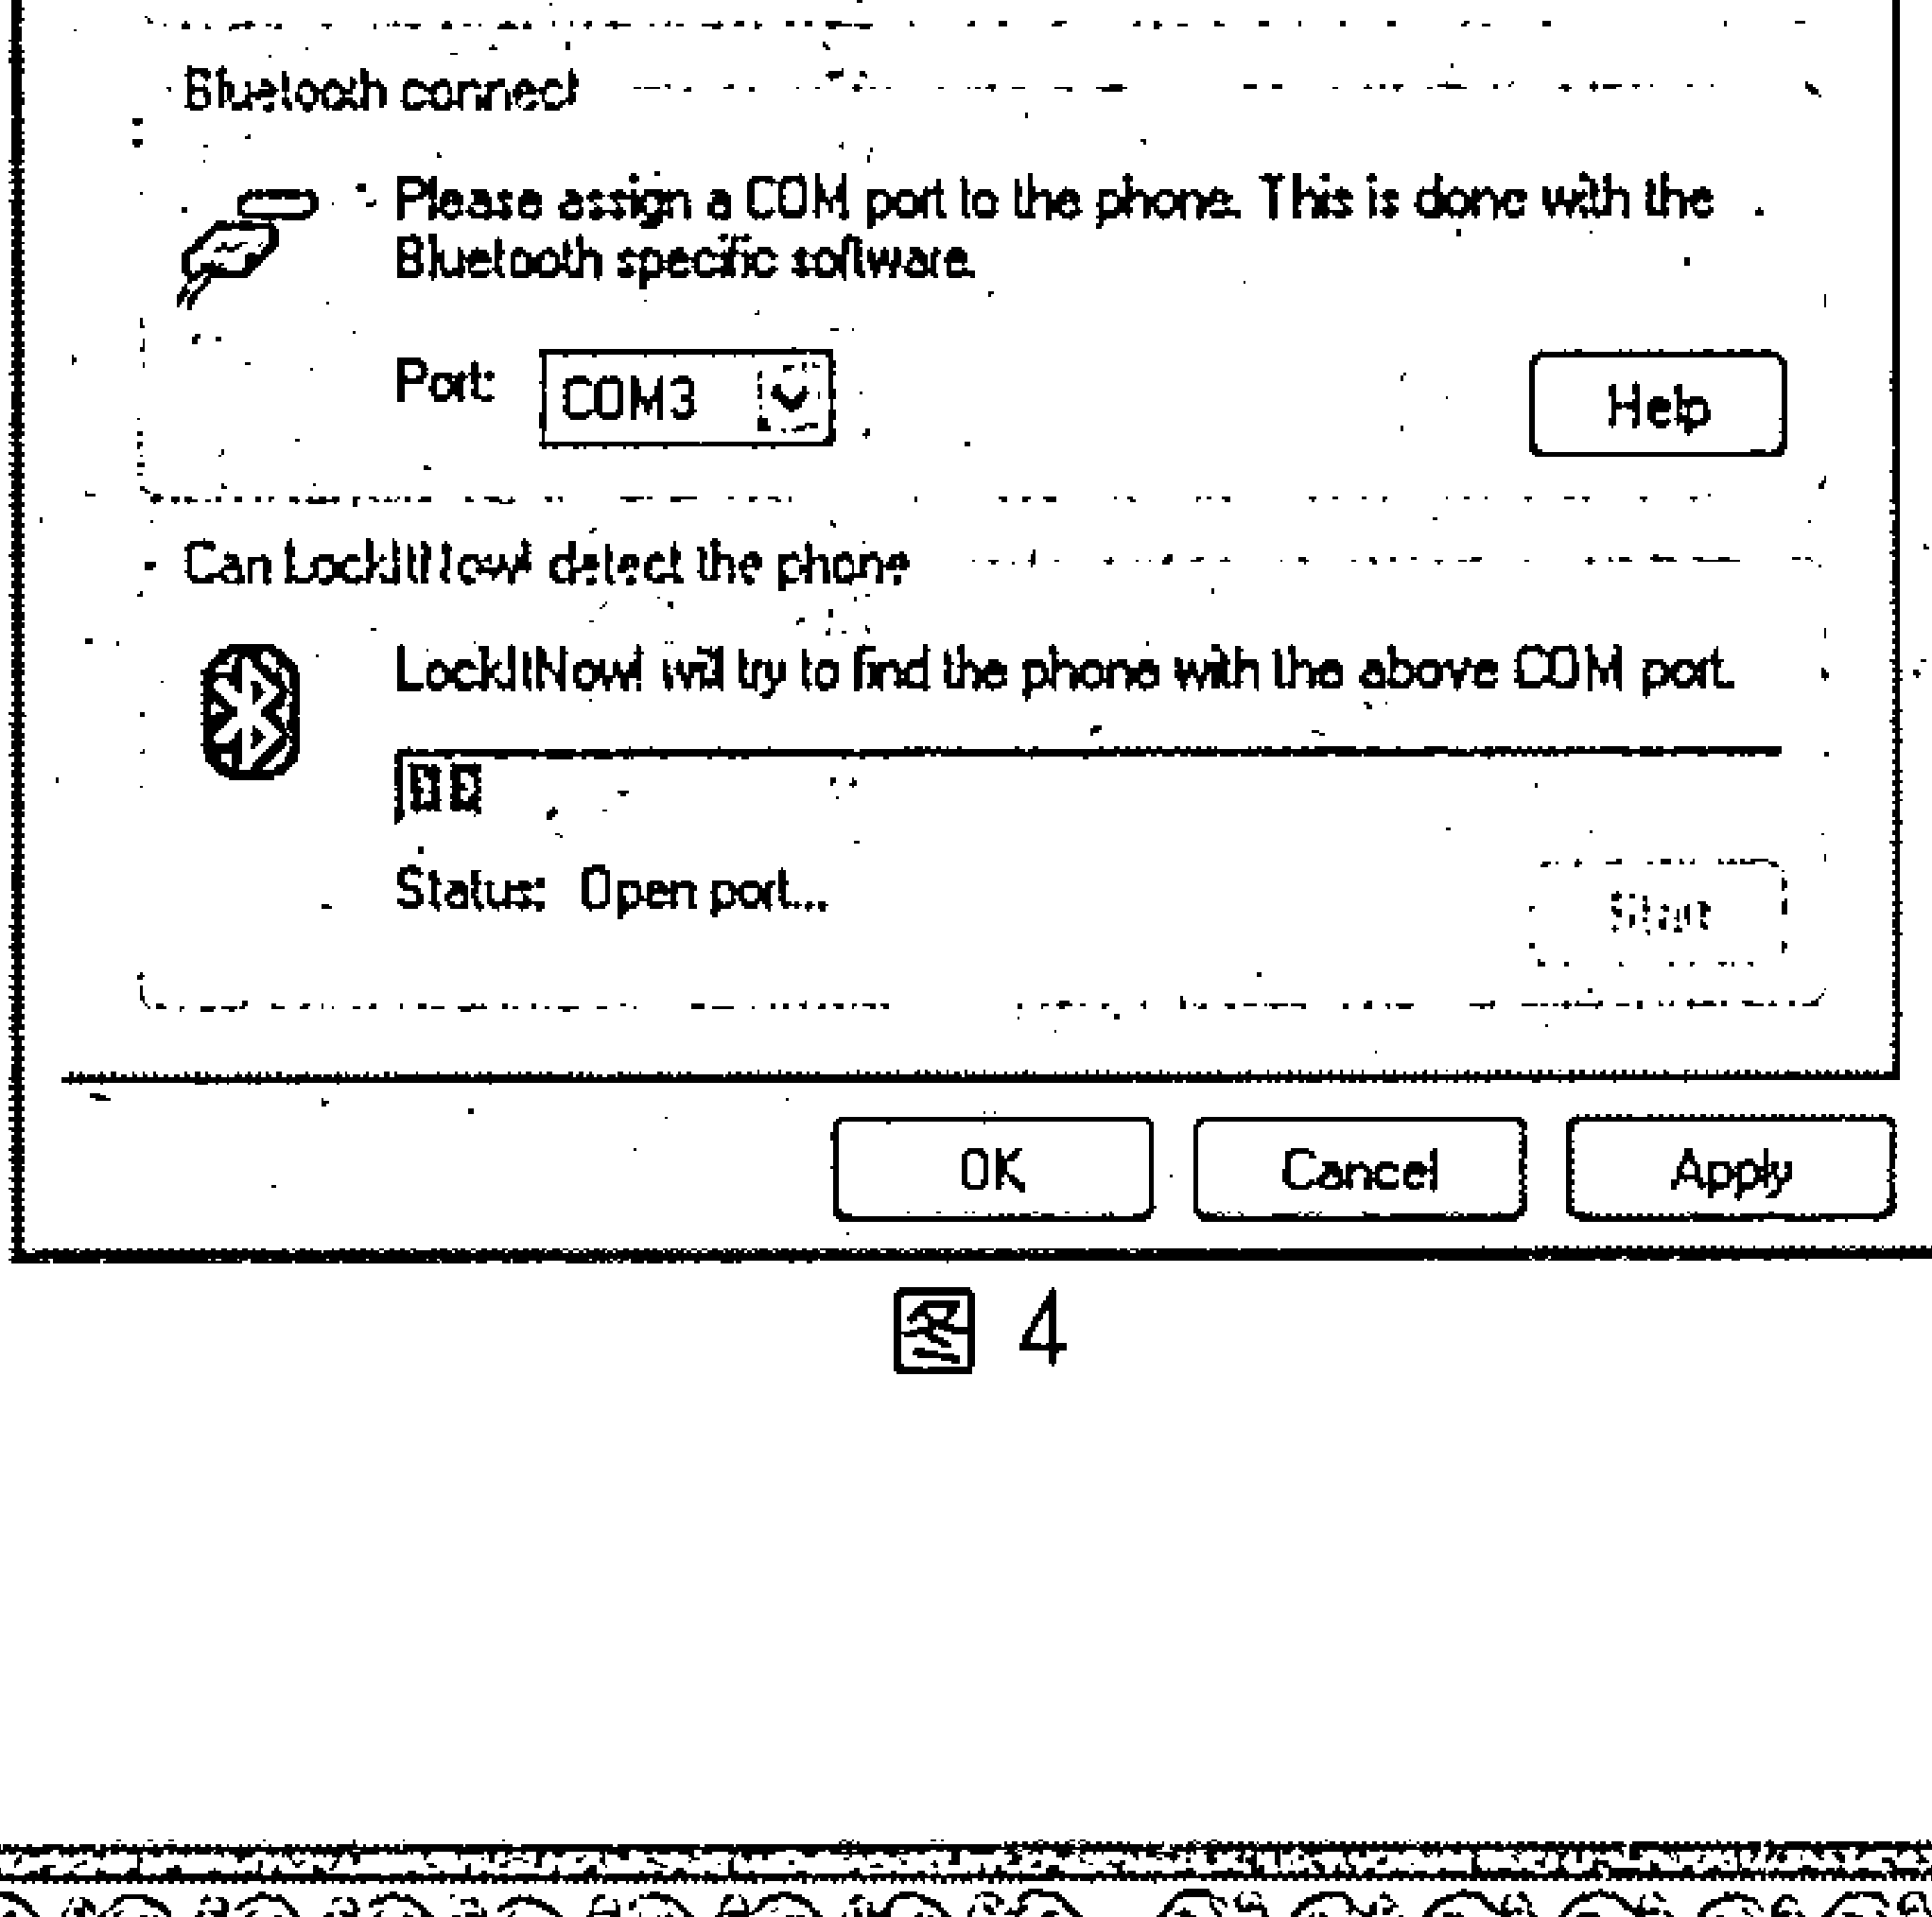 Bluetooth connect
Please assign a COM port to the phone. This is done with the
Bluetooth specific software.
Port: COM3 Help
Can LockItNow! detect the phone
LockItNow! will try to find the phone with the above COM port.
Status: Open port...
Start
OK Cancel Apply
图 4